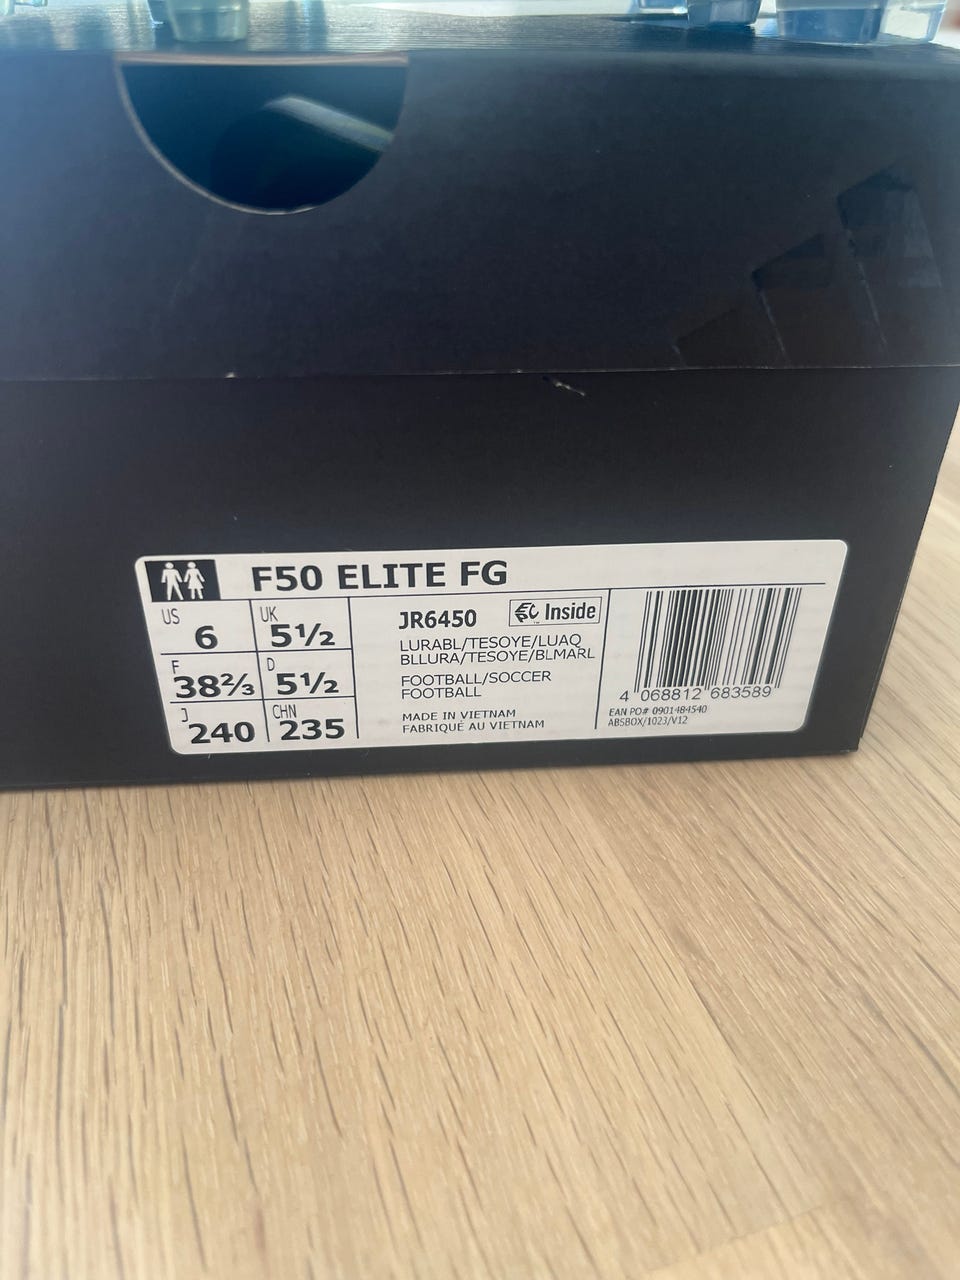 F50 ELITE FG
US 6 UK 5½
F 38⅔ D 5½
J 240 CHN 235
JR6450 Inside
LURABL/TESOYE/LUAQ
BLLURA/TESOYE/BLMARL
FOOTBALL/SOCCER
FOOTBALL
MADE IN VIETNAM
FABRIQUÉ AU VIETNAM
4 068812 683589
EAN PO# 0901484540
ABSBOX/1023/V12